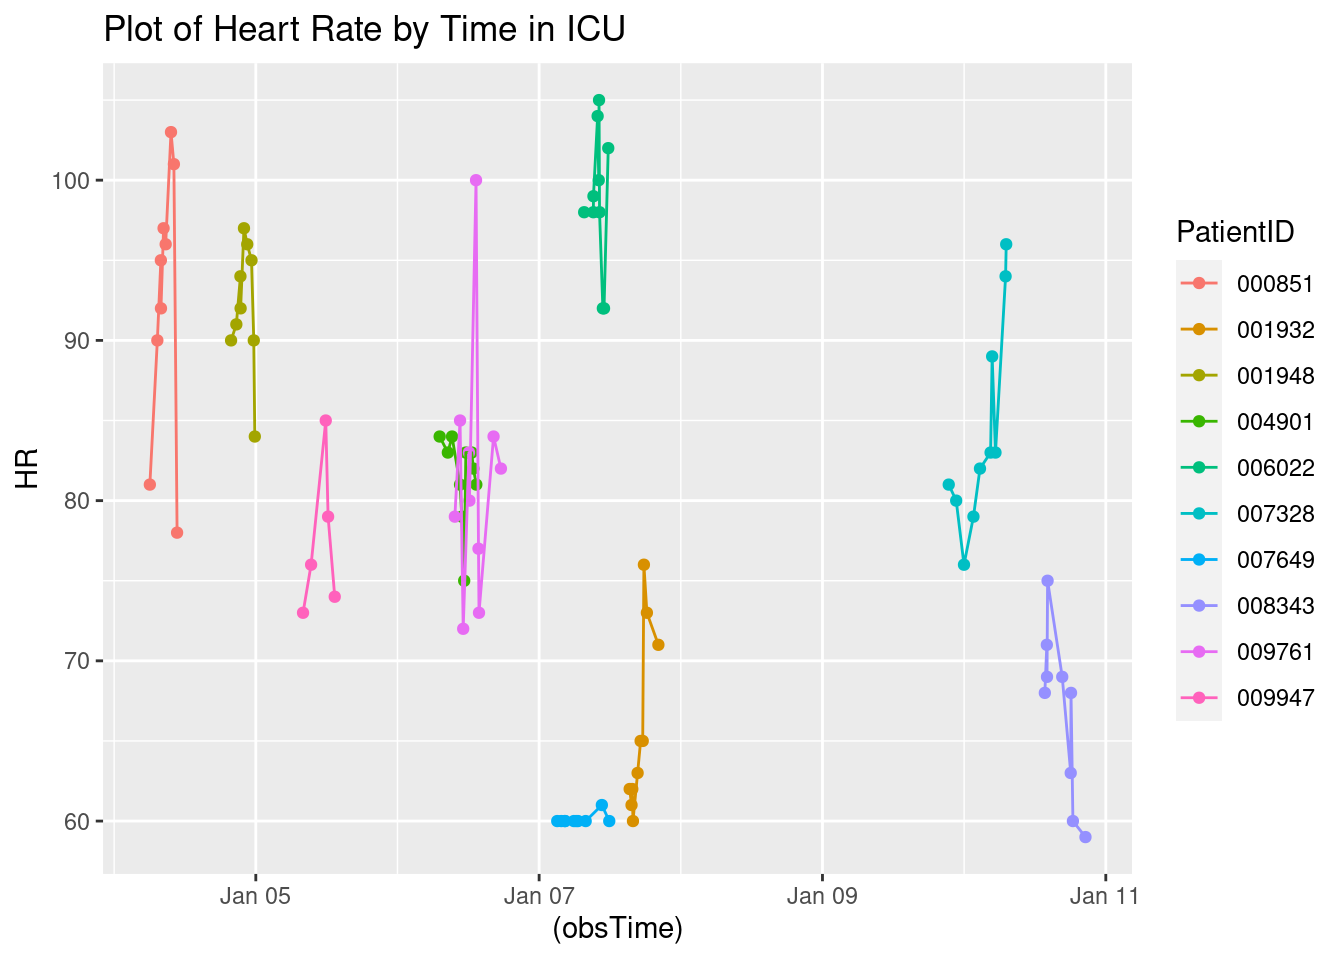 Plot of Heart Rate by Time in ICU
HR
100
90
80
70
60
Jan 05
Jan 07
Jan 09
Jan 11
(obsTime)
PatientID
000851
001932
001948
004901
006022
007328
007649
008343
009761
009947